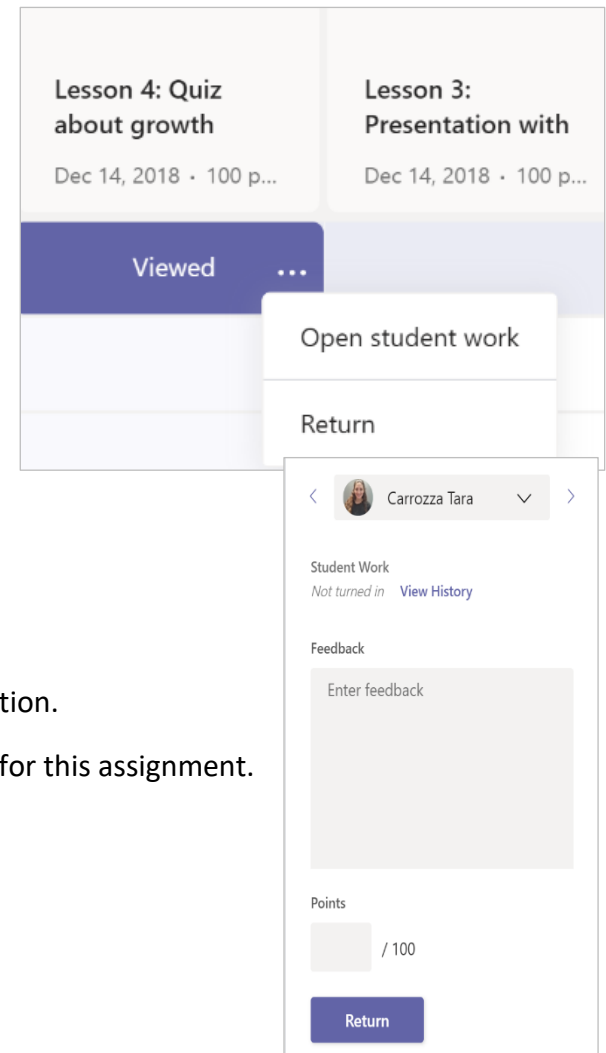 Lesson 4: Quiz
about growth
Dec 14, 2018 · 100 p...
Lesson 3:
Presentation with
Dec 14, 2018 · 100 p...
Viewed ...
Open student work
Return
Carrozza Tara
Student Work
Not turned in View History
Feedback
Enter feedback
tion.
for this assignment.
Points
/ 100
Return